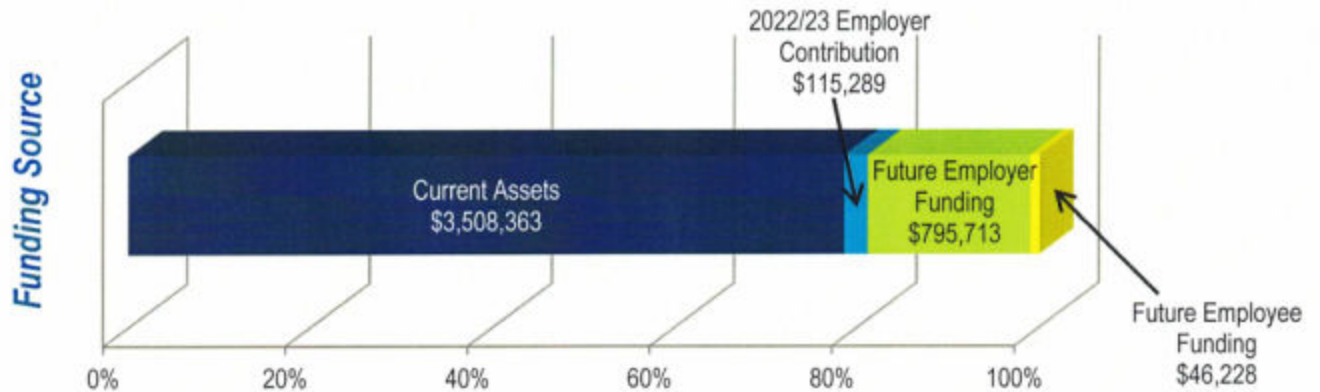 2022/23 Employer
Contribution
$115,289
Funding Source
Current Assets
$3,508,363
Future Employer
Funding
$795,713
Future Employee
Funding
$46,228
0%
20%
40%
60%
80%
100%